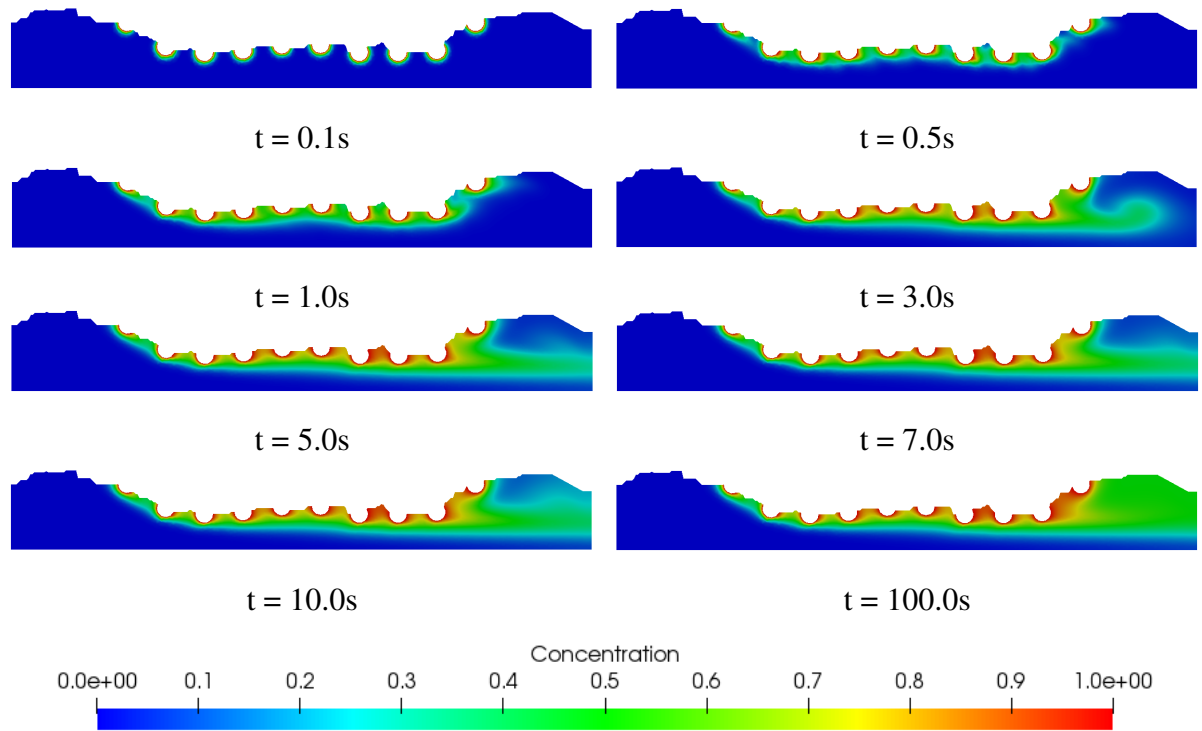 t = 0.1s
t = 0.5s
t = 1.0s
t = 3.0s
t = 5.0s
t = 7.0s
t = 10.0s
t = 100.0s
Concentration
0.0e+00 0.1 0.2 0.3 0.4 0.5 0.6 0.7 0.8 0.9 1.0e+00